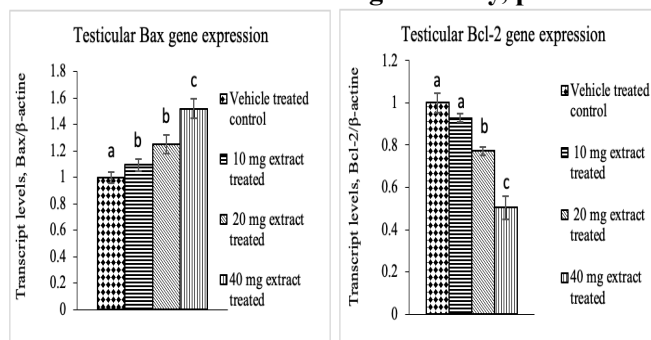 Testicular Bax gene expression
Transcript levels, Bax/β-actine
1.8
1.6
1.4
1.2
1
0.8
0.6
0.4
0.2
0
a
b
b
c
Vehicle treated
control
10 mg extract
treated
20 mg extract
treated
40 mg extract
treated
Testicular Bcl-2 gene expression
Transcript levels, Bcl-2/β-actine
1.2
1
0.8
0.6
0.4
0.2
0
a
a
b
c
Vehicle treated
control
10 mg extract
treated
20 mg extract
treated
40 mg extract
treated